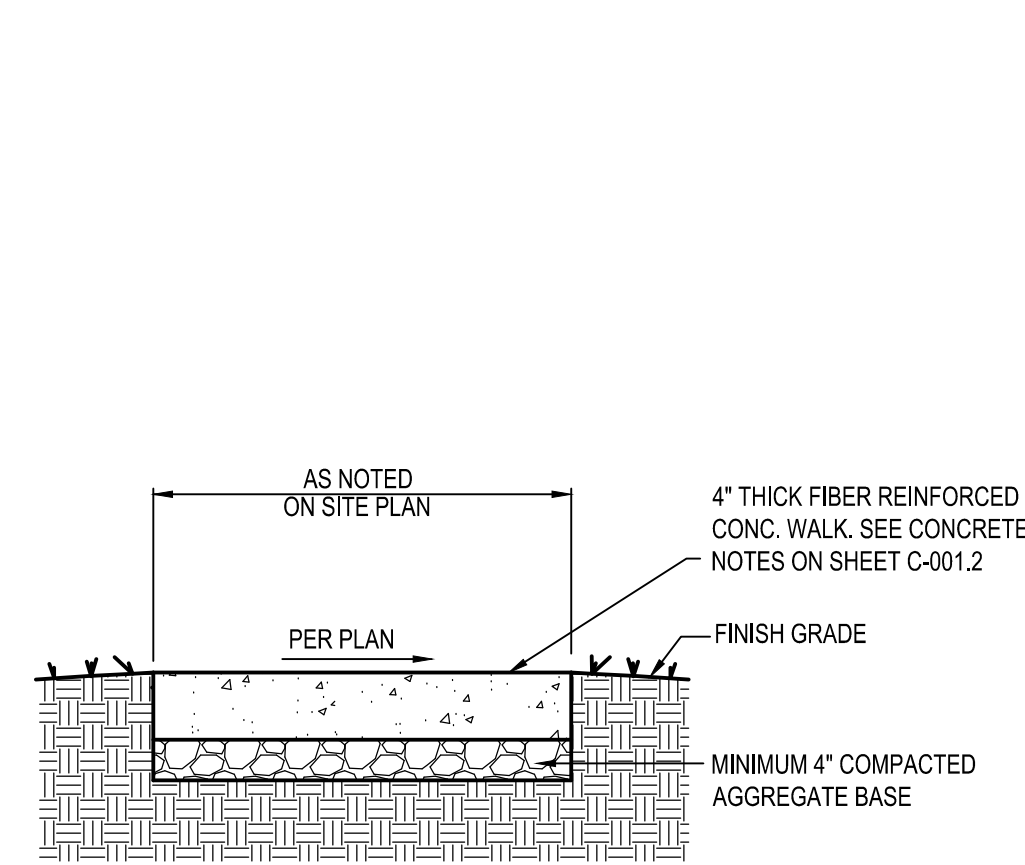 AS NOTED
ON SITE PLAN
4" THICK FIBER REINFORCED
CONC. WALK. SEE CONCRETE
NOTES ON SHEET C-001.2
PER PLAN
FINISH GRADE
MINIMUM 4" COMPACTED
AGGREGATE BASE